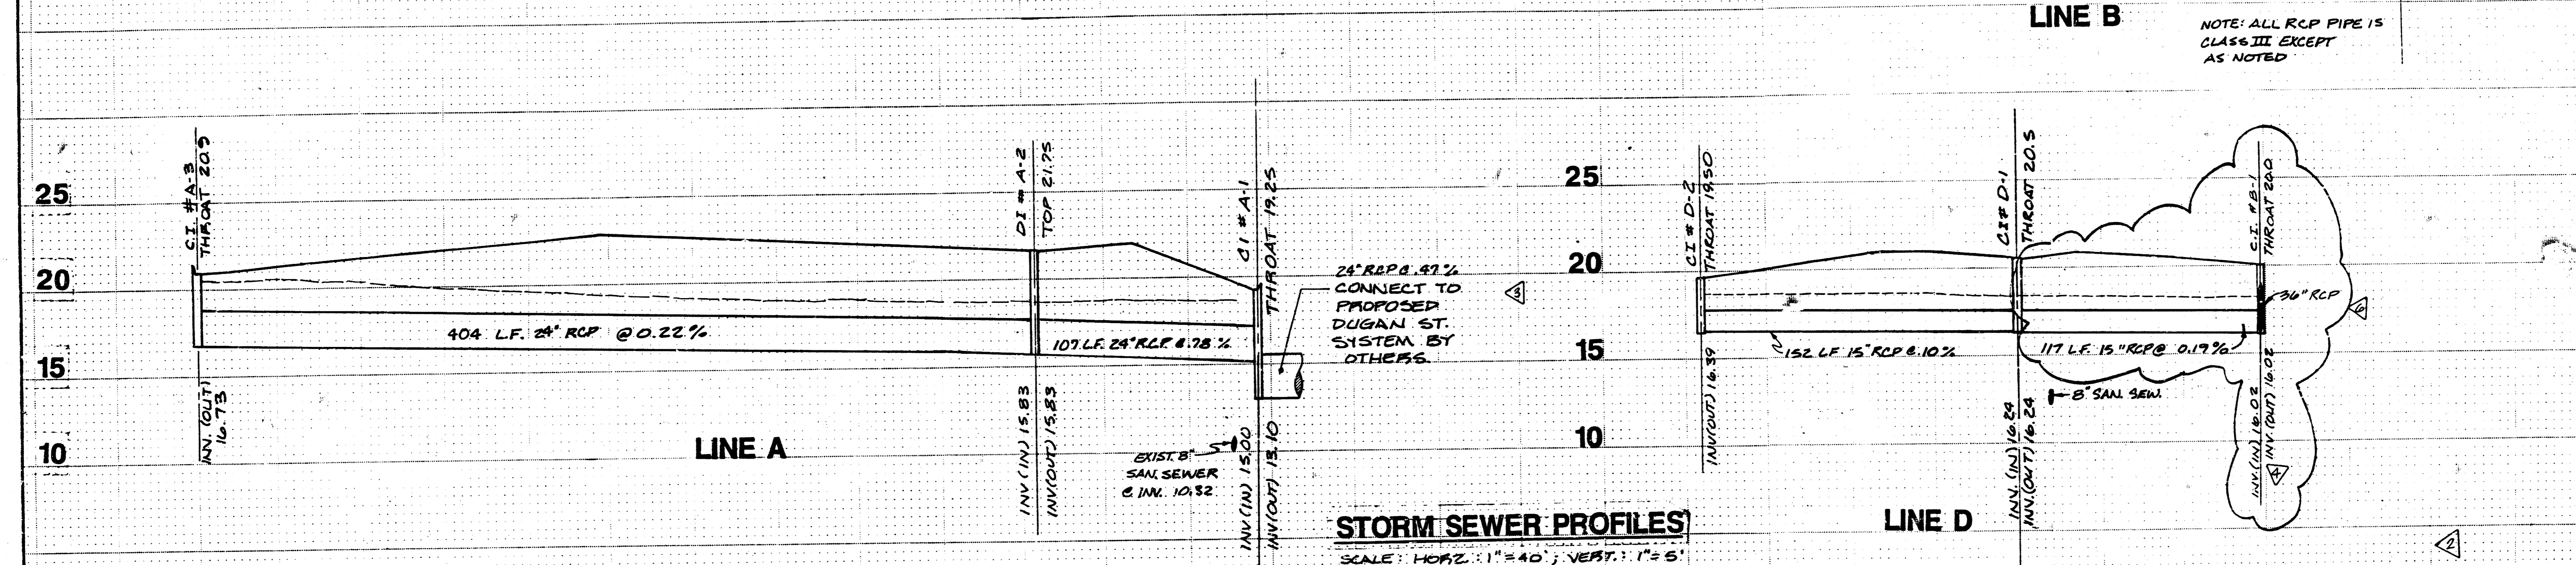 LINE B
NOTE: ALL RCP PIPE IS
CLASS III EXCEPT
AS NOTED
C.I. #A-3
THROAT 20.5
DI # A-2
TOP 21.75
CI # A-1
THROAT 19.25
25
20
15
10
404 L.F. 24" RCP @ 0.22%
107 L.F. 24" RCP @ .78%
INV. (OUT)
16.73
INV (IN) 15.83
INV.(OUT) 15.83
INV (IN) 15.00
INV(OUT) 13.10
LINE A
EXIST. 8"
SAN. SEWER
@ INV. 10.32
24" RCP @ .47%
CONNECT TO
PROPOSED
DUGAN ST.
SYSTEM BY
OTHERS
3
25
20
15
10
CI # D-2
THROAT 19.50
CI# D-1
THROAT 20.5
C.I. # B-1
THROAT 20.0
36" RCP
6
152 LF 15" RCP @ .10%
117 L.F. 15" RCP @ 0.19%
8" SAN. SEW.
INV(OUT) 16.39
INV. (IN) 16.24
INV.(OUT) 16.24
INV.(IN) 16.02
INV.(OUT) 16.02
4
LINE D
STORM SEWER PROFILES
SCALE: HORZ.: 1"=40'; VERT.: 1"=5'
2